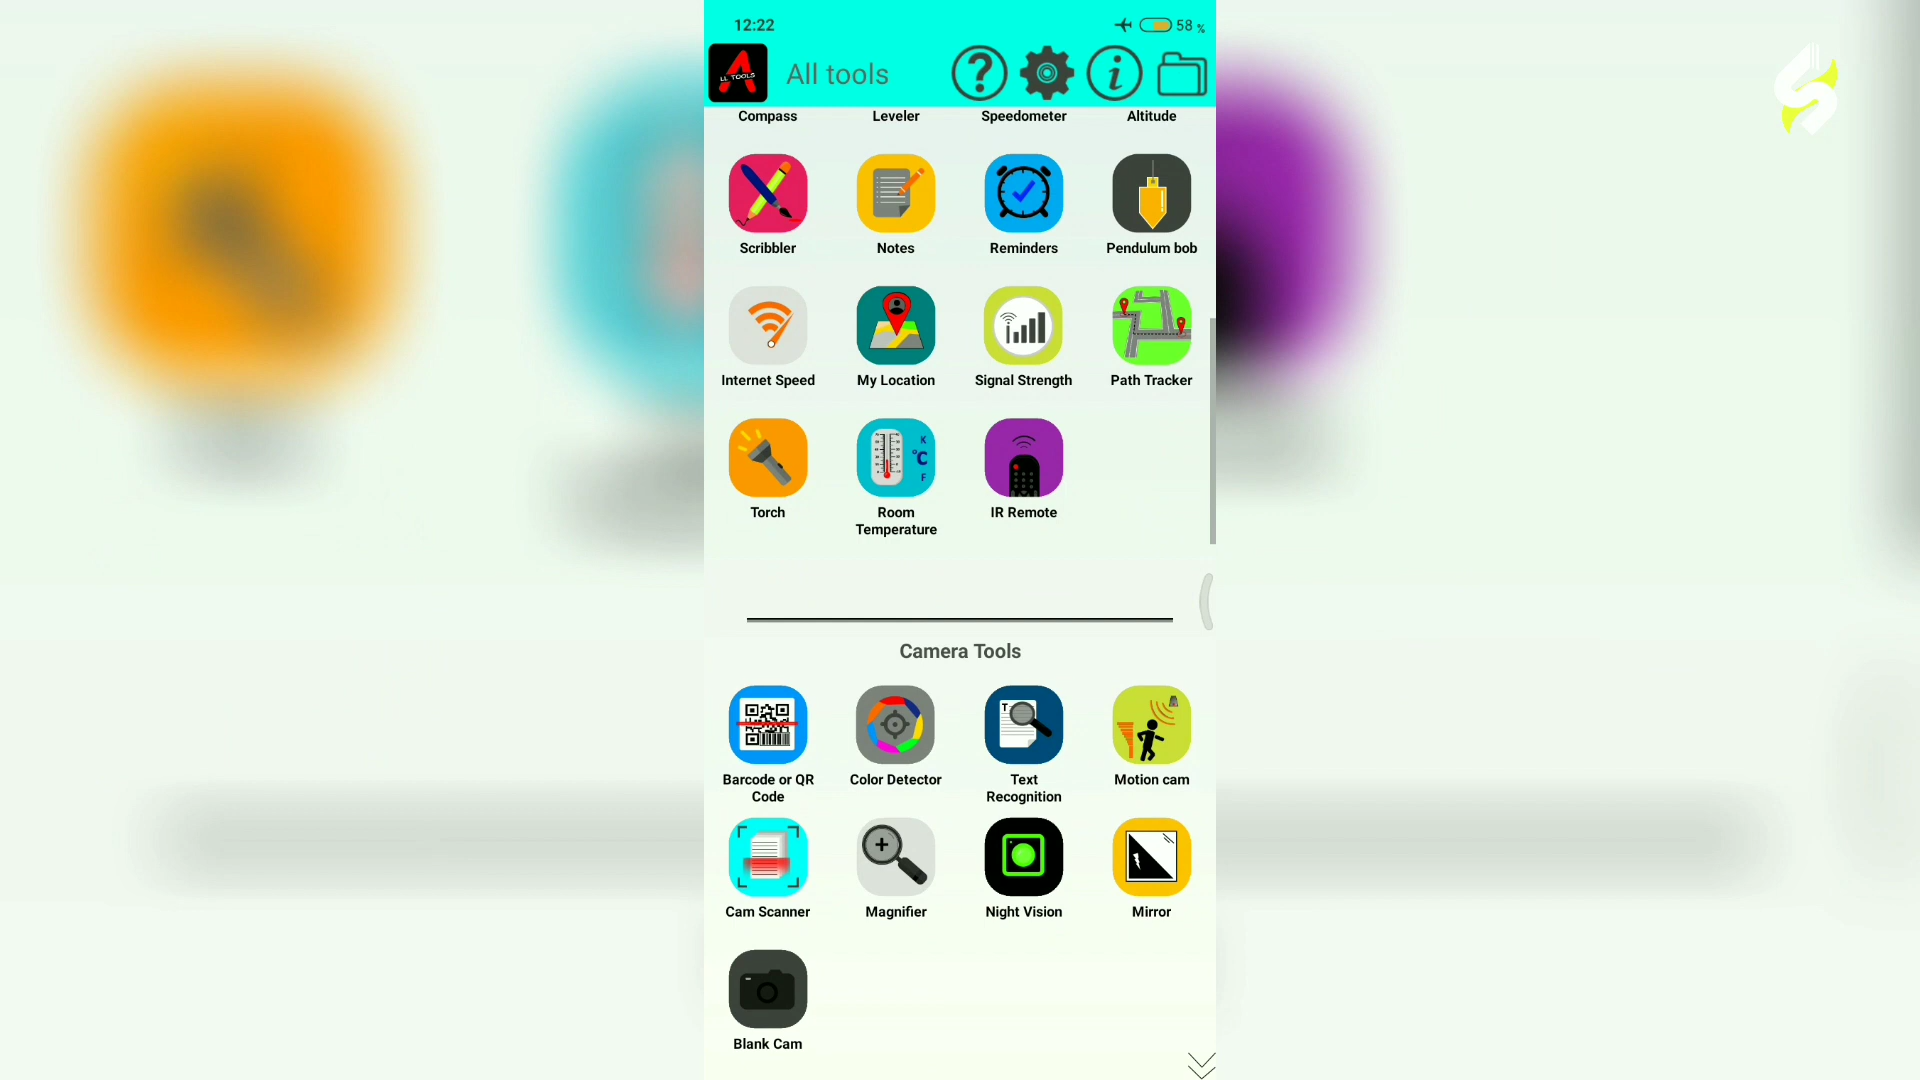 12:22
58 %
LL TOOLS
All tools
Compass Leveler Speedometer Altitude
Scribbler Notes Reminders Pendulum bob
Internet Speed My Location Signal Strength Path Tracker
K
°C
F
Torch Room Temperature IR Remote
Camera Tools
T
Barcode or QR Code Color Detector Text Recognition Motion cam
Cam Scanner Magnifier Night Vision Mirror
Blank Cam